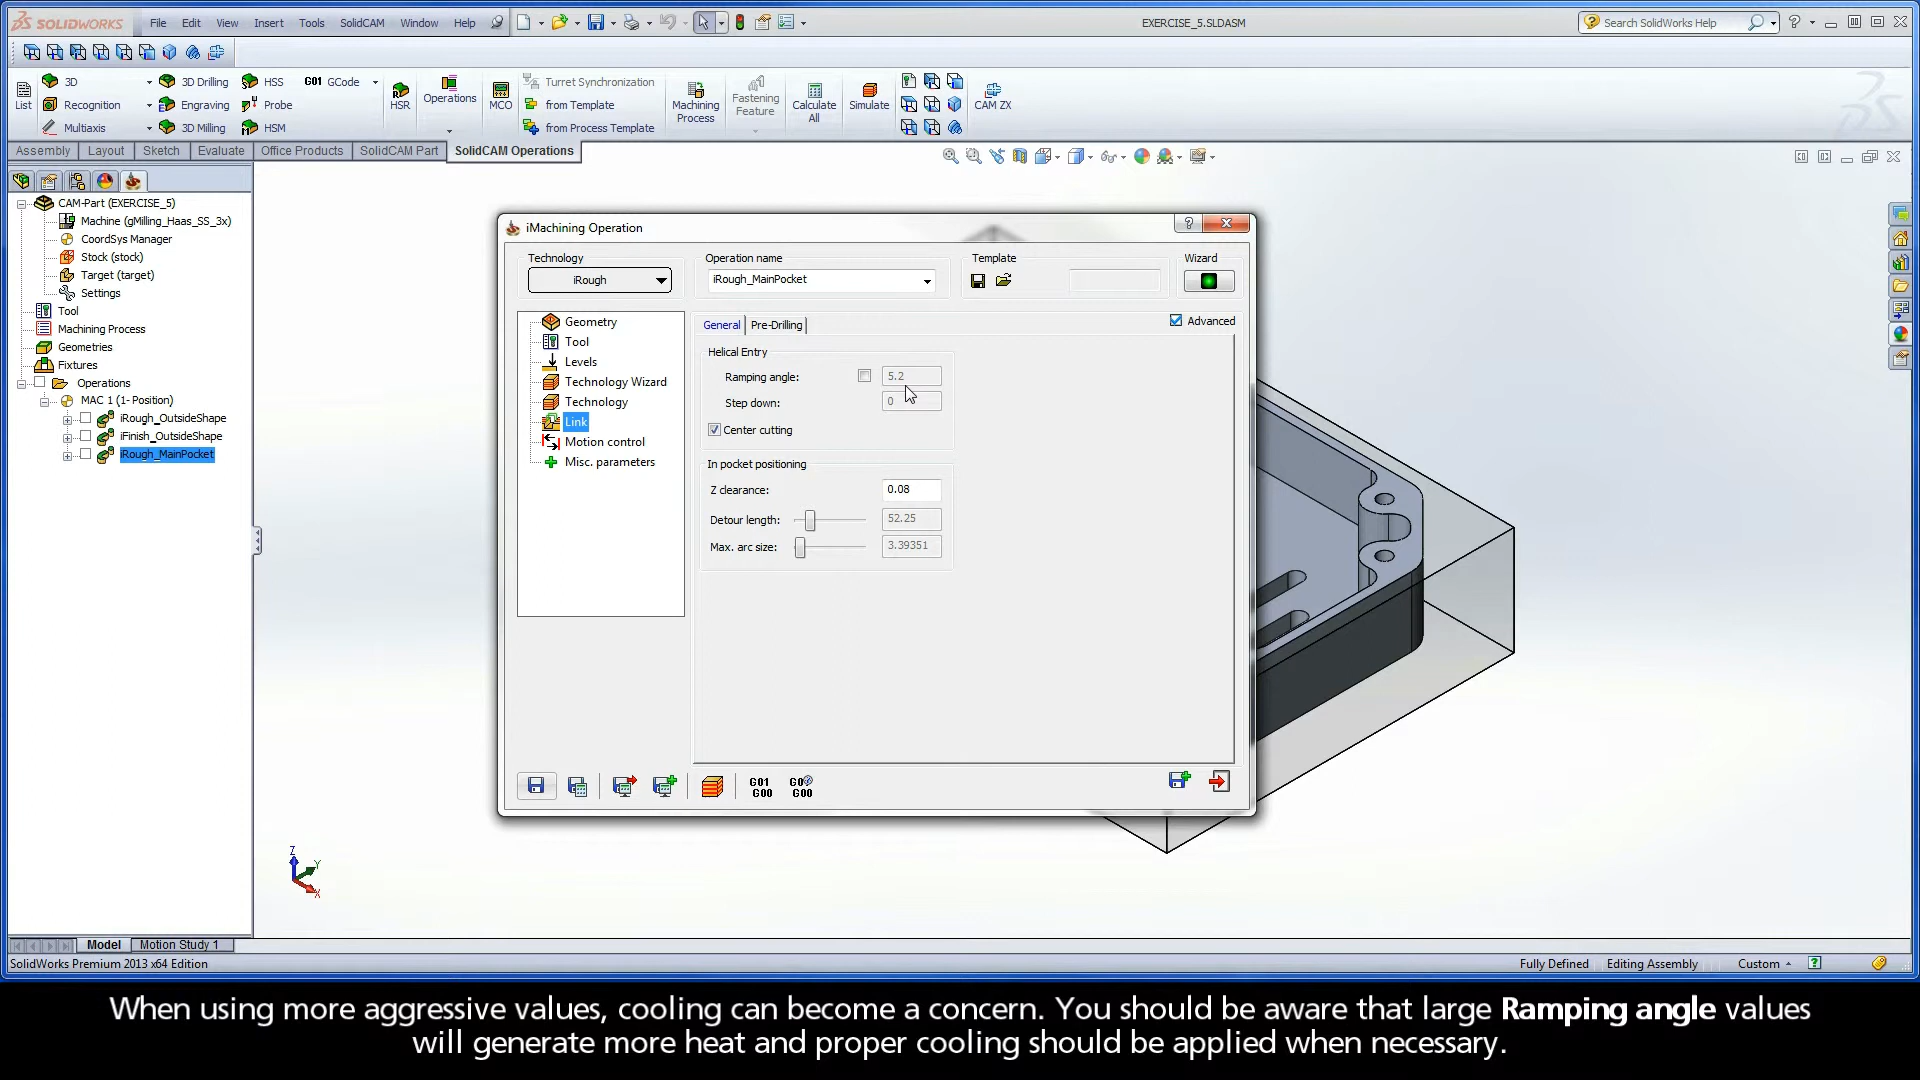 SOLIDWORKS File Edit View Insert Tools SolidCAM Window Help EXERCISE_5.SLDASM Search SolidWorks Help
3D 3D Drilling HSS G01 GCode Turret Synchronization
List Recognition Engraving Probe HSR Operations MCO from Template Machining Process Fastening Feature Calculate All Simulate CAM ZX
Multiaxis 3D Milling HSM from Process Template
Assembly Layout Sketch Evaluate Office Products SolidCAM Part SolidCAM Operations
CAM-Part (EXERCISE_5)
Machine (gMilling_Haas_SS_3x)
CoordSys Manager
Stock (stock)
Target (target)
Settings
Tool
Machining Process
Geometries
Fixtures
Operations
MAC 1 (1- Position)
iRough_OutsideShape
iFinish_OutsideShape
iRough_MainPocket
iMachining Operation
Technology Operation name Template Wizard
iRough iRough_MainPocket
Geometry
Tool
Levels
Technology Wizard
Technology
Link
Motion control
Misc. parameters
General Pre-Drilling Advanced
Helical Entry
Ramping angle: 5.2
Step down: 0
Center cutting
In pocket positioning
Z clearance: 0.08
Detour length: 52.25
Max. arc size: 3.39351
G01 G00
G00
Z
Y
X
Model Motion Study 1
SolidWorks Premium 2013 x64 Edition Fully Defined Editing Assembly Custom
When using more aggressive values, cooling can become a concern. You should be aware that large Ramping angle values
will generate more heat and proper cooling should be applied when necessary.